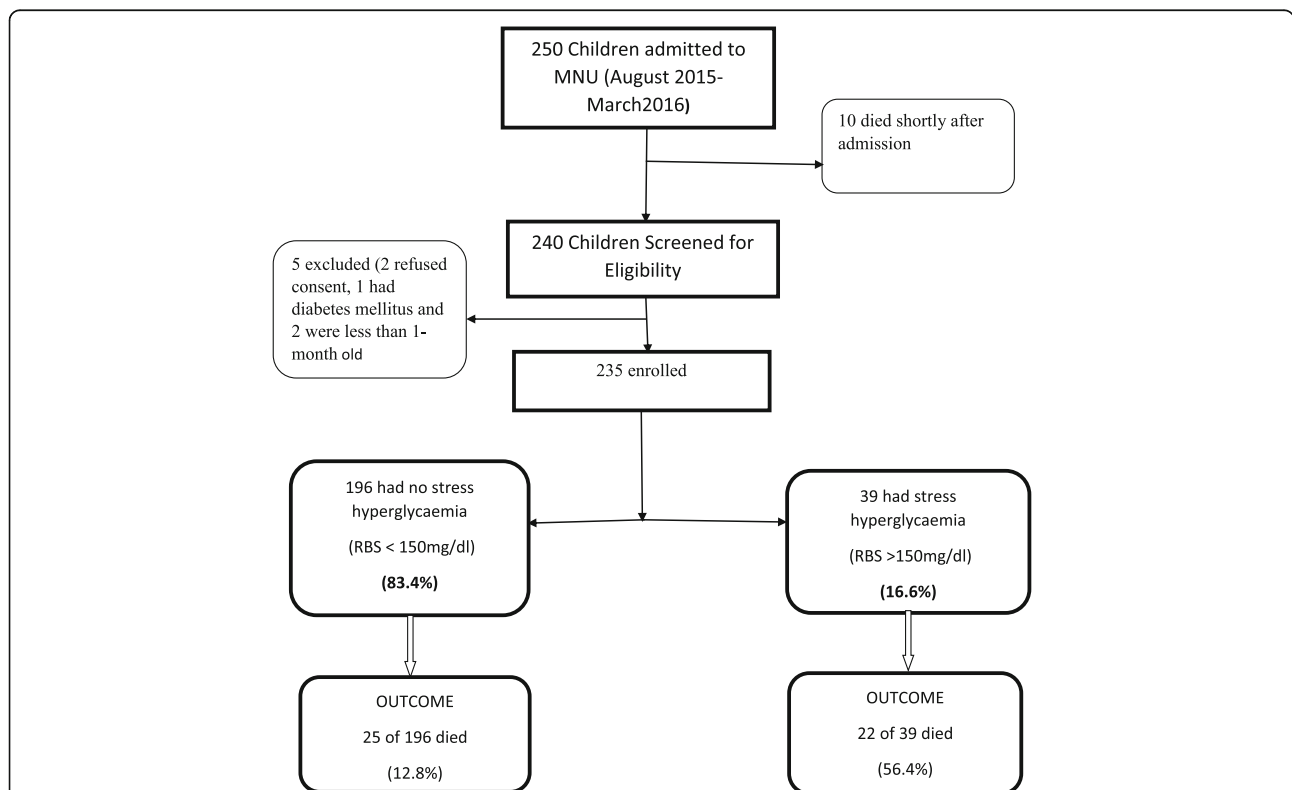 250 Children admitted to
MNU (August 2015-
March2016)
10 died shortly after
admission
240 Children Screened for
Eligibility
5 excluded (2 refused
consent, 1 had
diabetes mellitus and
2 were less than 1-
month old
235 enrolled
196 had no stress
hyperglycaemia
(RBS < 150mg/dl)
(83.4%)
39 had stress
hyperglycaemia
(RBS >150mg/dl)
(16.6%)
OUTCOME
25 of 196 died
(12.8%)
OUTCOME
22 of 39 died
(56.4%)